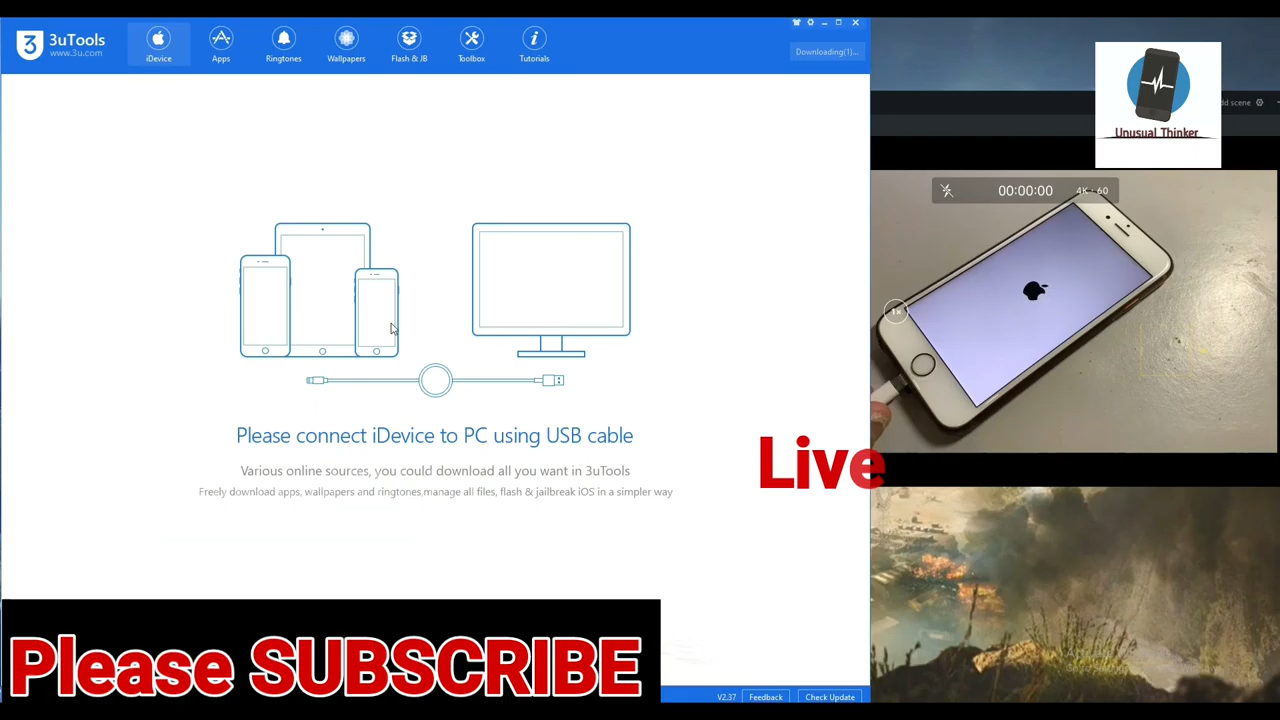 3uTools
www.3u.com
iDevice
Apps
Ringtones
Wallpapers
Flash & JB
Toolbox
Tutorials
Downloading(1)...
Please connect iDevice to PC using USB cable
Various online sources, you could download all you want in 3uTools
Freely download apps, wallpapers and ringtones,manage all files, flash & jailbreak iOS in a simpler way
V2.37
Feedback
Check Update
Please SUBSCRIBE
Live
Unusual Thinker
dd scene
00:00:00
4K · 60
1x